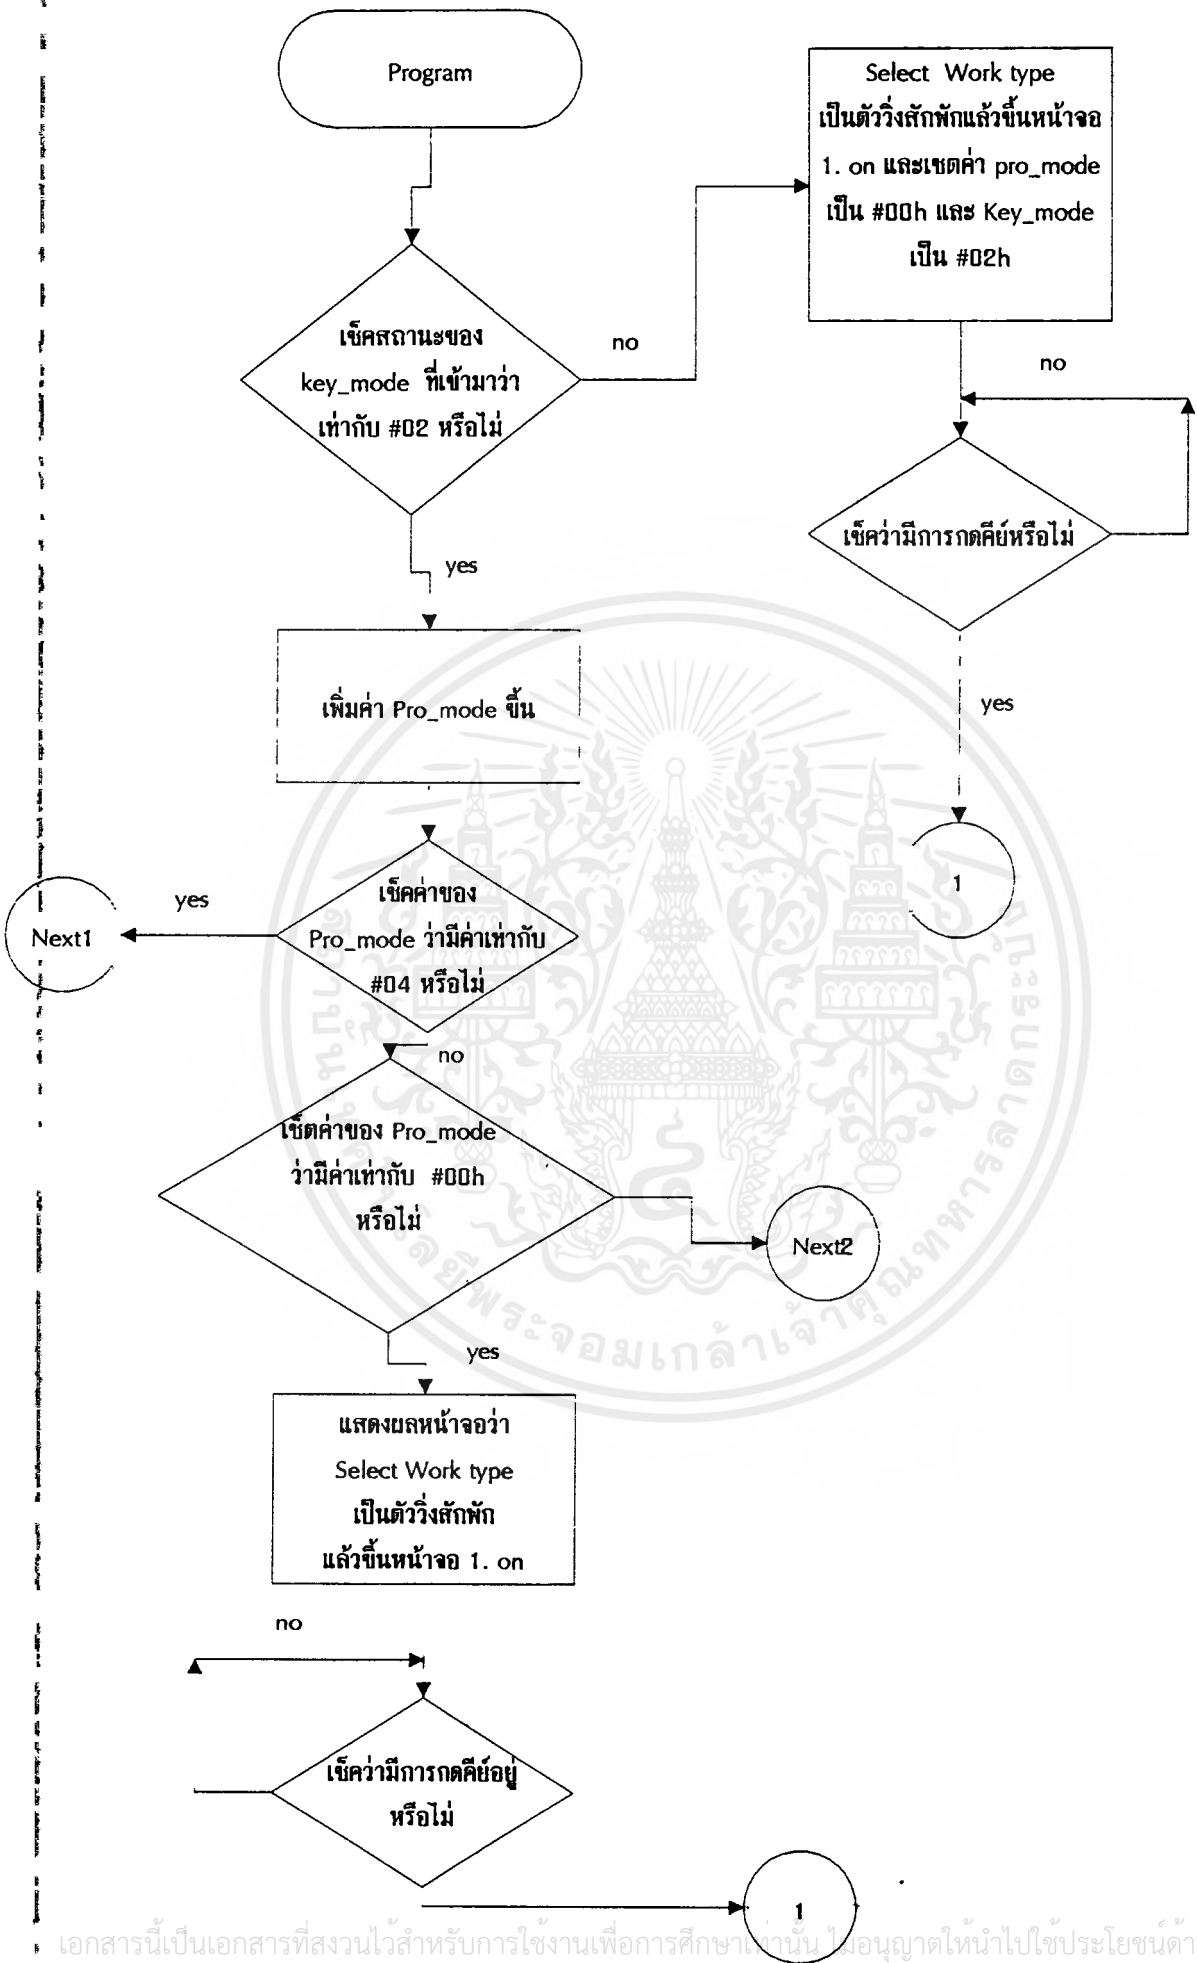 Program
Select Work type
เป็นตัววิ่งสักพักแล้วขึ้นหน้าจอ
1. on และเซตค่า pro_mode
เป็น #00h และ Key_mode
เป็น #02h
เช็คสถานะของ
key_mode ที่เข้ามาว่า
เท่ากับ #02 หรือไม่
no
no
เช็คว่ามีการกดคีย์หรือไม่
yes
yes
เพิ่มค่า Pro_mode ขึ้น
1
เช็คค่าของ
Pro_mode ว่ามีค่าเท่ากับ
#04 หรือไม่
yes
Next1
no
เช็ตค่าของ Pro_mode
ว่ามีค่าเท่ากับ #00h
หรือไม่
Next2
yes
แสดงผลหน้าจอว่า
Select Work type
เป็นตัววิ่งสักพัก
แล้วขึ้นหน้าจอ 1. on
no
เช็คว่ามีการกดคีย์อยู่
หรือไม่
1
เอกสารนี้เป็นเอกสารที่สงวนไว้สำหรับการใช้งานเพื่อการศึกษาเท่านั้น ไม่อนุญาตให้นำไปใช้ประโยชน์ด้า